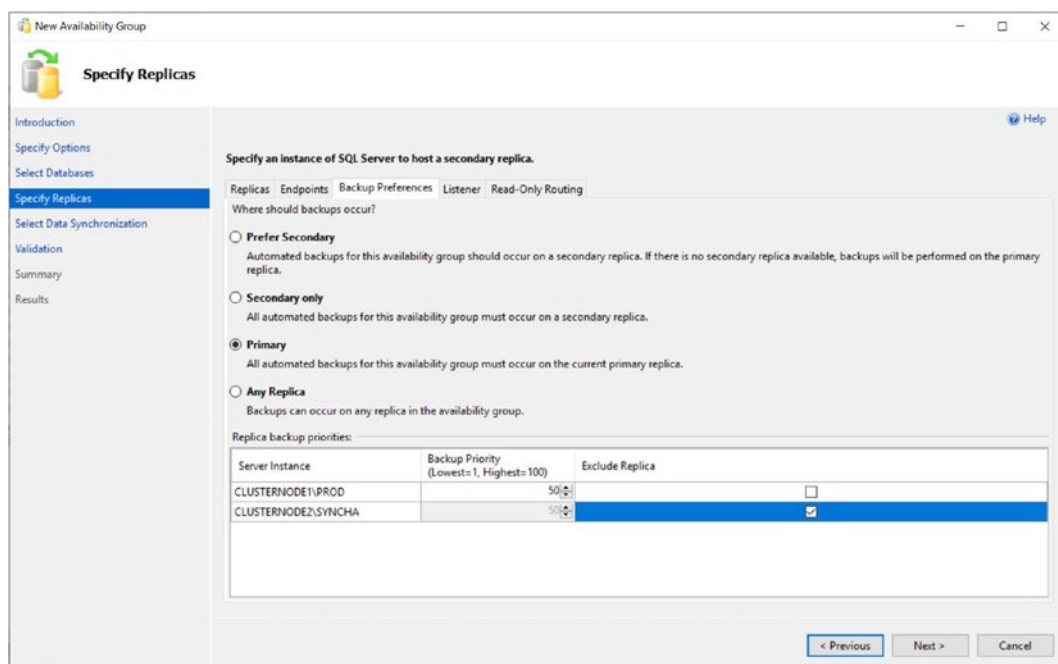 New Availability Group
Specify Replicas
Introduction
Specify Options
Select Databases
Specify Replicas
Select Data Synchronization
Validation
Summary
Results
Help
Specify an instance of SQL Server to host a secondary replica.
Replicas Endpoints Backup Preferences Listener Read-Only Routing
Where should backups occur?
Prefer Secondary
Automated backups for this availability group should occur on a secondary replica. If there is no secondary replica available, backups will be performed on the primary
replica.
Secondary only
All automated backups for this availability group must occur on a secondary replica.
Primary
All automated backups for this availability group must occur on the current primary replica.
Any Replica
Backups can occur on any replica in the availability group.
Replica backup priorities:
Server Instance Backup Priority Exclude Replica
(Lowest=1, Highest=100)
CLUSTERNODE1\PROD 50
CLUSTERNODE2\SYNCHA 50
< Previous Next > Cancel